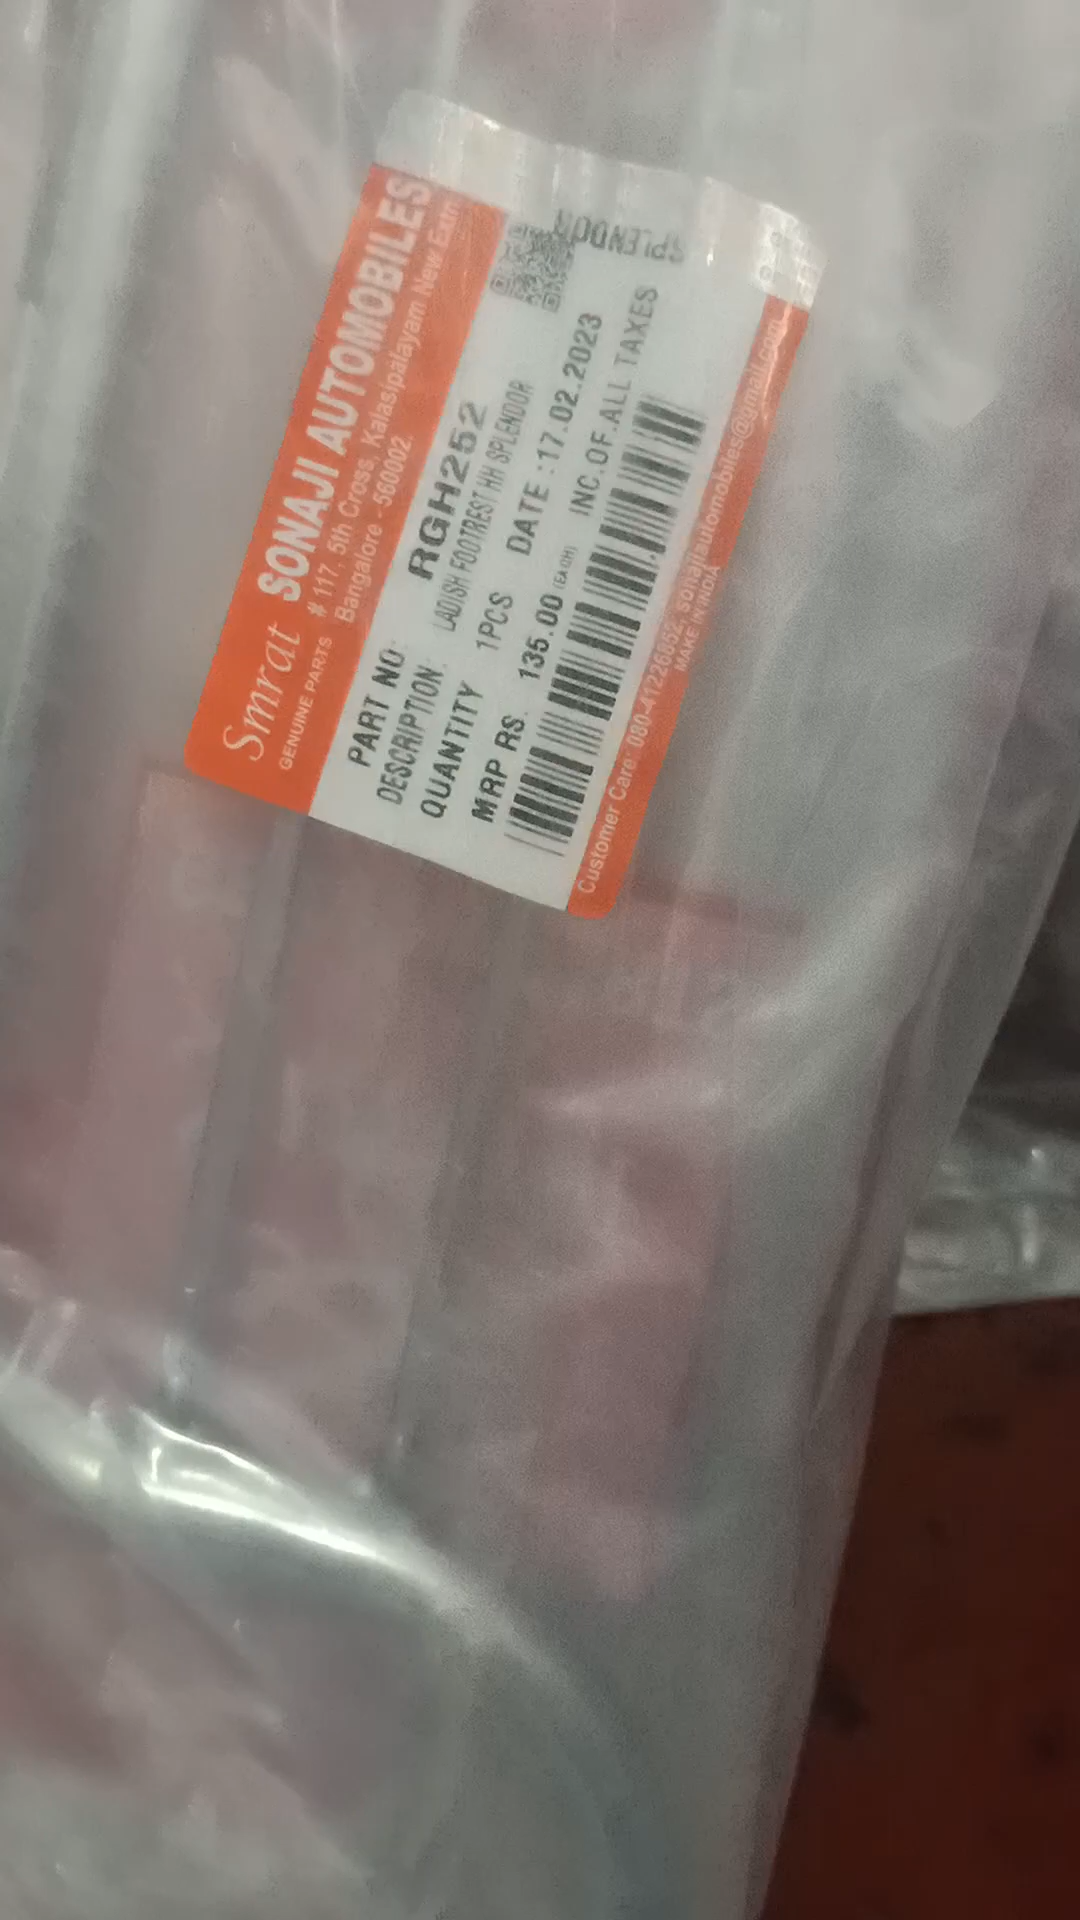 Smrat SONAJI AUTOMOBILES
GENUINE PARTS # 117, 5th Cross, Kalasipalayam New Extn
Bangalore - 560002.
PART NO: RGH252
DESCRIPTION: LADISH FOOTREST HH SPLENDOR
QUANTITY 1PCS DATE :17.02.2023
MRP RS. 135.00 (EACH) INC.OF.ALL TAXES
SPLENDOR
Customer Care: 080-41226652, sonajiautomobiles@gmail.com
MAKE IN INDIA